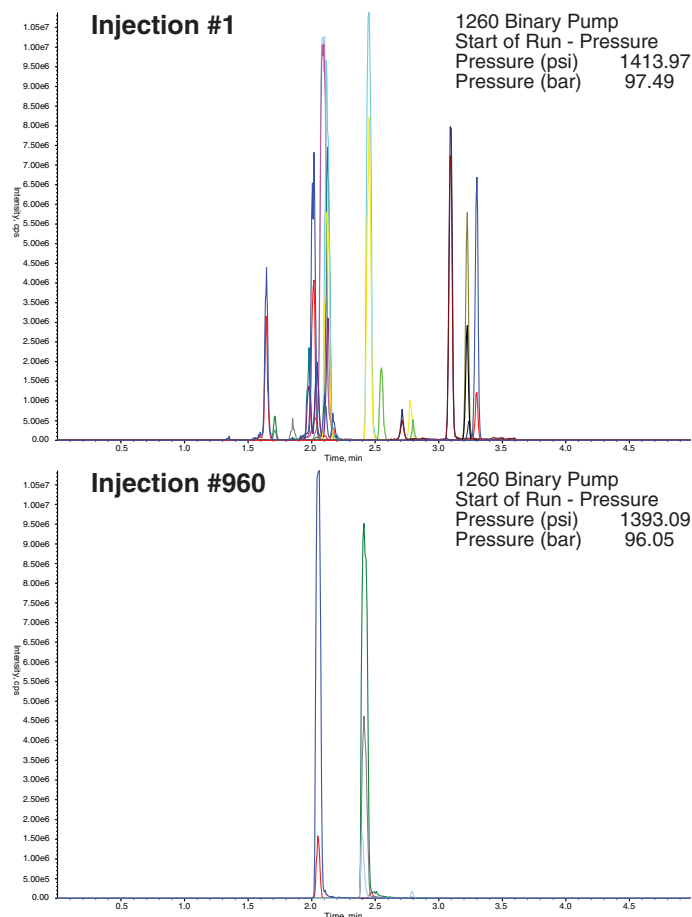 Injection #1
1260 Binary Pump
Start of Run - Pressure
Pressure (psi) 1413.97
Pressure (bar) 97.49
1.05e7
1.00e7
9.50e6
9.00e6
8.50e6
8.00e6
7.50e6
7.00e6
6.50e6
6.00e6
5.50e6
5.00e6
4.50e6
4.00e6
3.50e6
3.00e6
2.50e6
2.00e6
1.50e6
1.00e6
5.00e5
0.00
Intensity, cps
0.5 1.0 1.5 2.0 2.5 3.0 3.5 4.0 4.5
Time, min
Injection #960
1260 Binary Pump
Start of Run - Pressure
Pressure (psi) 1393.09
Pressure (bar) 96.05
1.05e7
1.00e7
9.50e6
9.00e6
8.50e6
8.00e6
7.50e6
7.00e6
6.50e6
6.00e6
5.50e6
5.00e6
4.50e6
4.00e6
3.50e6
3.00e6
2.50e6
2.00e6
1.50e6
1.00e6
5.00e5
0.00
Intensity,cps
0.5 1.0 1.5 2.0 2.5 3.0 3.5 4.0 4.5
Time, min